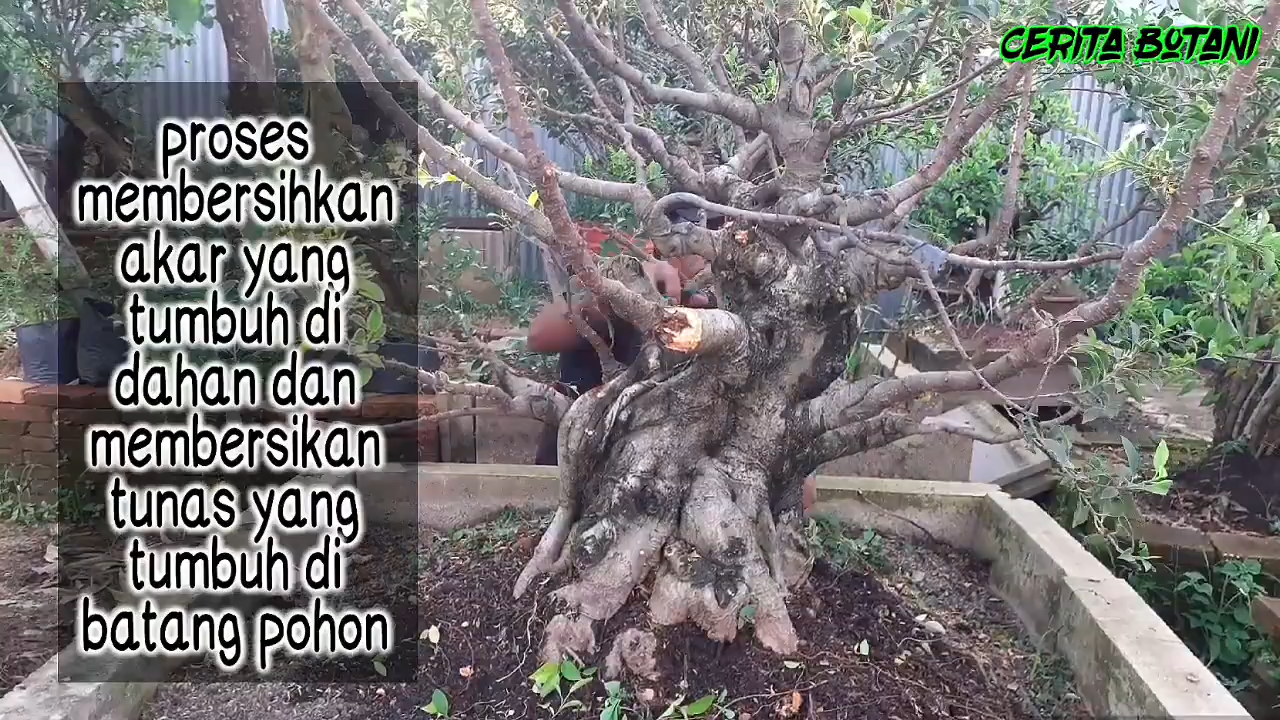 CERITA BOTANI
proses
membersihkan
akar yang
tumbuh di
dahan dan
membersikan
tunas yang
tumbuh di
batang pohon